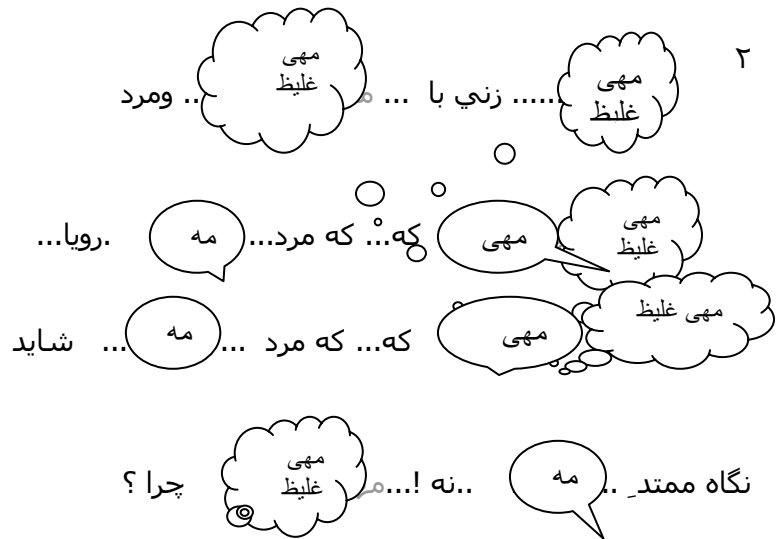 ۲
مهی غلیظ ...... زني با ... مهی غلیظ .. ومرد
مهی غلیظ مهی که... که مرد... مه .رویا...
مهی غلیظ مهی که... که مرد ... مه ... شاید
نگاه ممتدِ .. مه ..نه !... مهی غلیظ چرا ؟